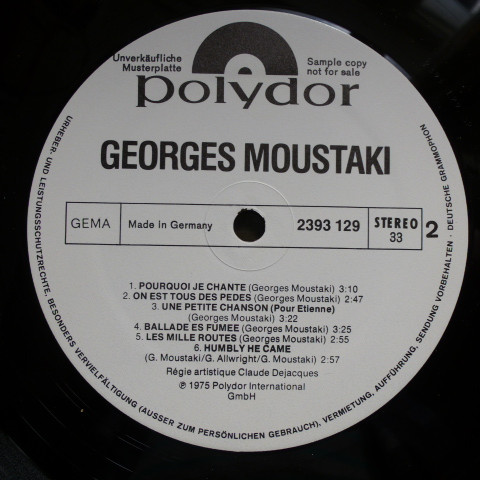 Unverkäufliche
Musterplatte
Sample copy
not for sale
polydor
GEORGES MOUSTAKI
GEMA
Made in Germany
2393 129
STEREO
33
2
1. POURQUOI JE CHANTE (Georges Moustaki) 3:10
2. ON EST TOUS DES PEDES (Georges Moustaki) 2:47
3. UNE PETITE CHANSON (Pour Etienne)
(Georges Moustaki) 3:22
4. BALLADE ES FUMEE (Georges Moustaki) 3:25
5. LES MILLE ROUTES (Georges Moustaki) 2:55
6. HUMBLY HE CAME
(G. Moustaki/G. Allwright/G. Moustaki) 2:57
Régie artistique Claude Dejacques
℗ 1975 Polydor International
GmbH
URHEBER- UND LEISTUNGSSCHUTZRECHTE, BESONDERS VERVIELFÄLTIGUNG (AUSSER ZUM PERSÖNLICHEN GEBRAUCH), VERMIETUNG, AUFFÜHRUNG, SENDUNG VORBEHALTEN · DEUTSCHE GRAMMOPHON